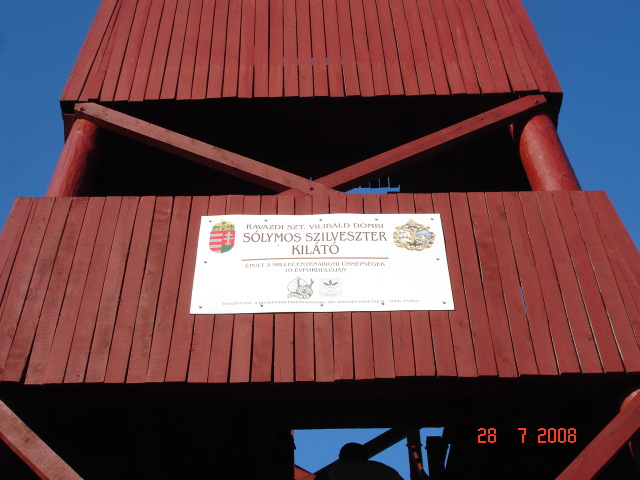 RAVAZDI SZT. VILIBALD DOMBI
SÓLYMOS SZILVESZTER
KILÁTÓ
ÉPÜLT A MILLECENTENÁRIUMI ÜNNEPSÉGEK
10. ÉVFORDULÓJÁN
28 7 2008